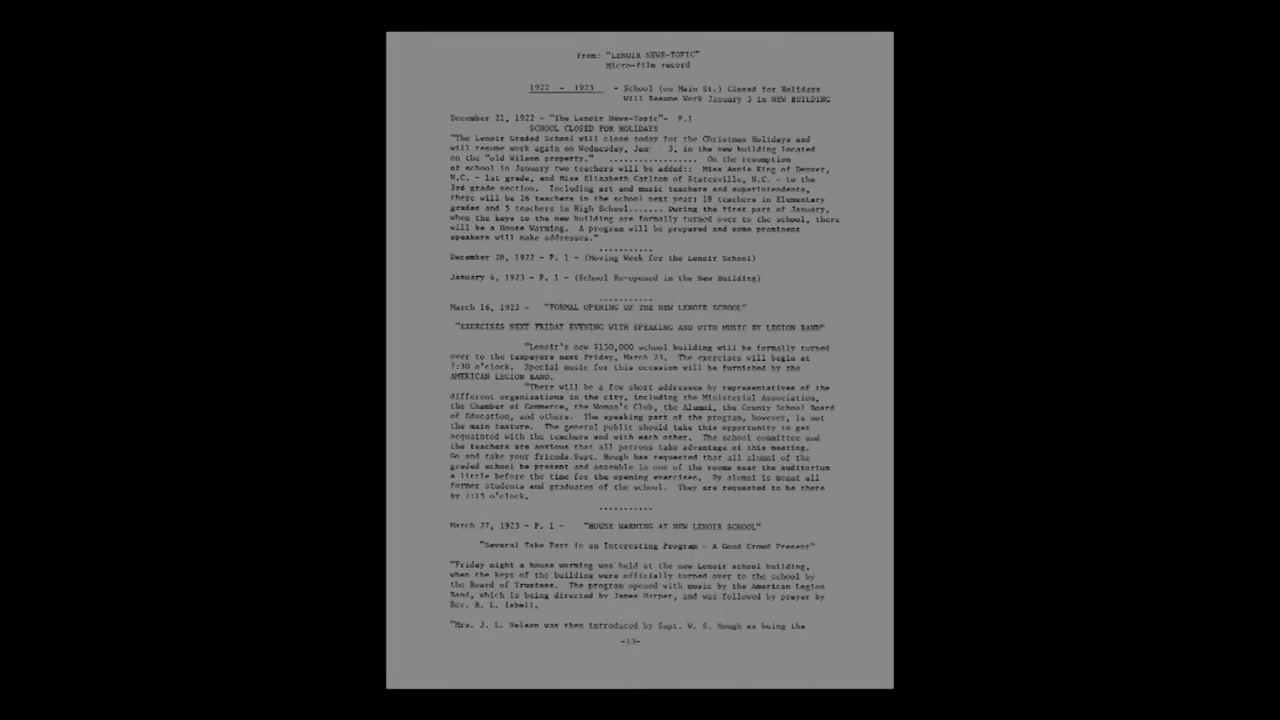 From: "LENOIR NEWS-TOPIC"
Micro-film record
1922 - 1923 - School (on Main St.) Closed for Holidays
Will Resume Work January 3 in NEW BUILDING
December 21, 1922 - "The Lenoir News-Topic"- P.1
SCHOOL CLOSED FOR HOLIDAYS
"The Lenoir Graded School will close today for the Christmas Holidays and
will resume work again on Wednesday, Jan 3, in the new building located
on the "old Wilson property." ................. On the resumption
of school in January two teachers will be added:: Miss Annie King of Denver,
N.C. - 1st grade, and Miss Elizabeth Carlton of Statesville, N.C. - to the
3rd grade section. Including art and music teachers and superintendents,
there will be 26 teachers in the school next year: 18 teachers in Elementary
grades and 5 teachers in High School....... During the first part of January,
when the keys to the new building are formally turned over to the school, there
will be a House Warming. A program will be prepared and some prominent
speakers will make addresses."
..........
December 28, 1922 - P. 1 - (Moving Week for the Lenoir School)
January 4, 1923 - P. 1 - (School Re-opened in the New Building)
..........
March 16, 1923 - "FORMAL OPENING OF THE NEW LENOIR SCHOOL"
"EXERCISES NEXT FRIDAY EVENING WITH SPEAKING AND WITH MUSIC BY LEGION BAND"
"Lenoir's new $150,000 school building will be formally turned
over to the taxpayers next Friday, March 23. The exercises will begin at
7:30 o'clock. Special music for this occasion will be furnished by the
AMERICAN LEGION BAND.
"There will be a few short addresses by representatives of the
different organizations in the city, including the Ministerial Association,
the Chamber of Commerce, the Woman's Club, the Alumni, the County School Board
of Education, and others. The speaking part of the program, however, is not
the main feature. The general public should take this opportunity to get
acquainted with the teachers and with each other. The school committee and
the teachers are anxious that all patrons take advantage of this meeting.
Go and take your friends.Supt. Hough has requested that all alumni of the
graded school be present and assemble in one of the rooms near the auditorium
a little before the time for the opening exercises. By alumni is meant all
former students and graduates of the school. They are requested to be there
by 7:15 o'clock.
..........
March 27, 1923 - P. 1 - "HOUSE WARMING AT NEW LENOIR SCHOOL"
"Several Take Part in an Interesting Program - A Good Crowd Present"
"Friday night a house warming was held at the new Lenoir school building,
when the keys of the building were officially turned over to the school by
the Board of Trustees. The program opened with music by the American Legion
Band, which is being directed by James Harper, and was followed by prayer by
Rev. R. L. Isbell.
"Mrs. J. L. Nelson was then introduced by Supt. W. S. Hough as being the
-13-